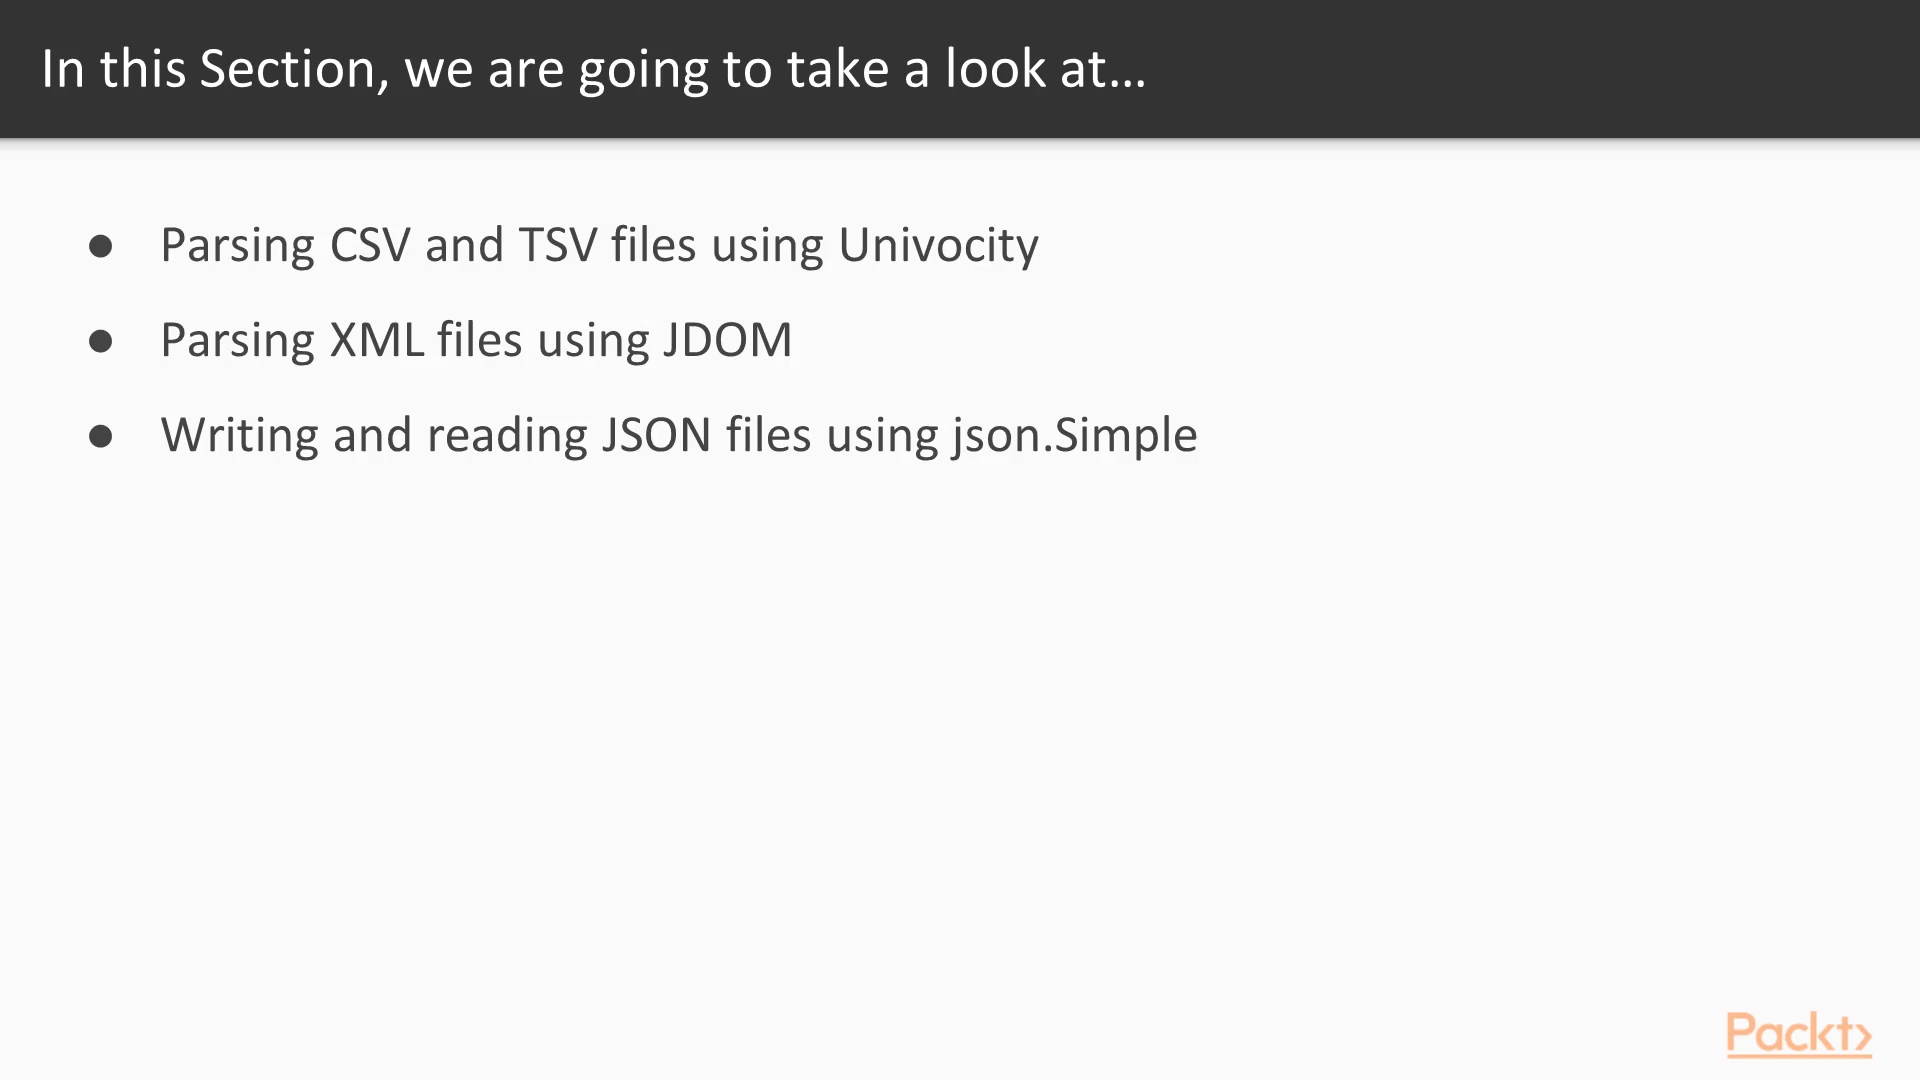 In this Section, we are going to take a look at…
● Parsing CSV and TSV files using Univocity
● Parsing XML files using JDOM
● Writing and reading JSON files using json.Simple
Packt>